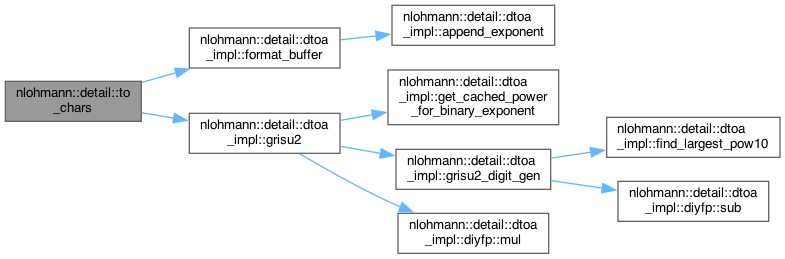 nlohmann::detail::to
_chars
nlohmann::detail::dtoa
_impl::format_buffer
nlohmann::detail::dtoa
_impl::append_exponent
nlohmann::detail::dtoa
_impl::grisu2
nlohmann::detail::dtoa
_impl::get_cached_power
_for_binary_exponent
nlohmann::detail::dtoa
_impl::grisu2_digit_gen
nlohmann::detail::dtoa
_impl::find_largest_pow10
nlohmann::detail::dtoa
_impl::diyfp::sub
nlohmann::detail::dtoa
_impl::diyfp::mul